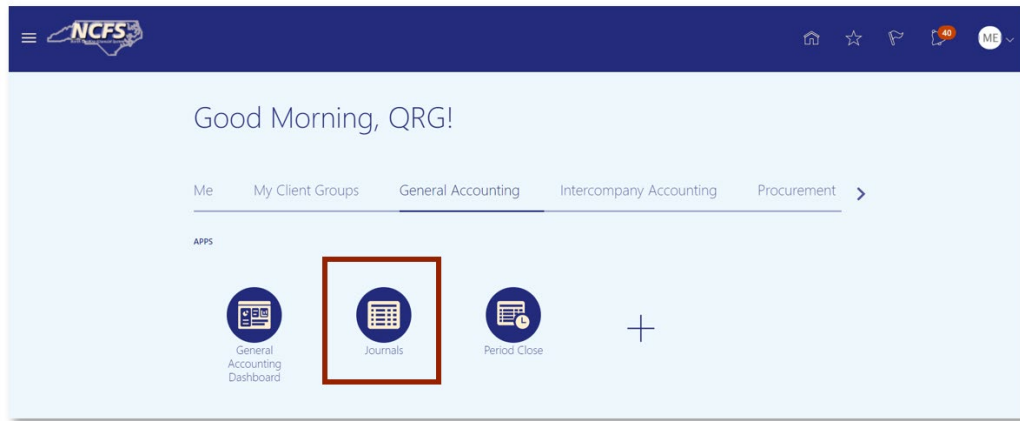 NCFS
40
ME
Good Morning, QRG!
Me My Client Groups General Accounting Intercompany Accounting Procurement
APPS
General Accounting Dashboard
Journals
Period Close